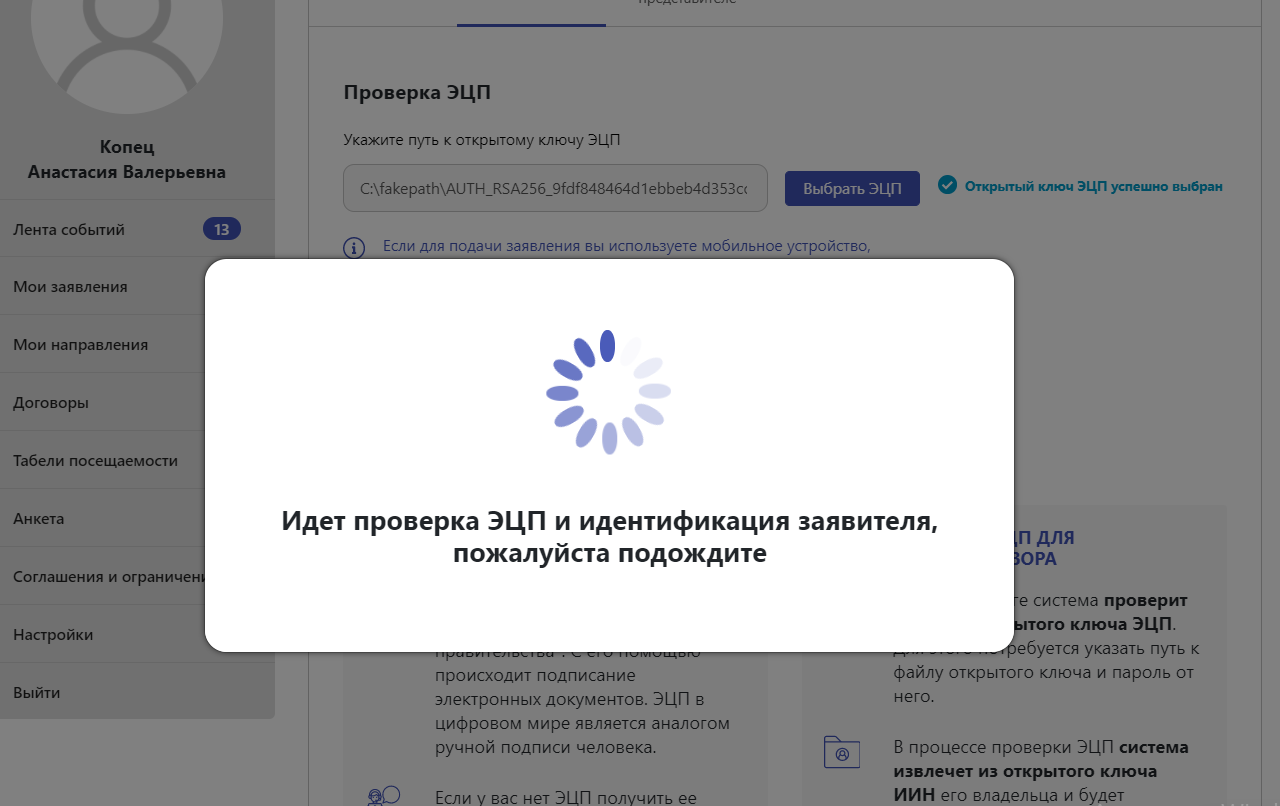 представителе
Копец
Анастасия Валерьевна
Лента событий 13
Мои заявления
Мои направления
Договоры
Табели посещаемости
Анкета
Соглашения и ограничени
Настройки
Выйти
Проверка ЭЦП
Укажите путь к открытому ключу ЭЦП
C:\fakepath\AUTH_RSA256_9fdf848464d1ebbeb4d353cc
Выбрать ЭЦП
Открытый ключ ЭЦП успешно выбран
Если для подачи заявления вы используете мобильное устройство,
Идет проверка ЭЦП и идентификация заявителя,
пожалуйста подождите
правительства". С его помощью
происходит подписание
электронных документов. ЭЦП в
цифровом мире является аналогом
ручной подписи человека.
Если у вас нет ЭЦП получить ее
ЦП ДЛЯ
ВОРА
те система проверит
рытого ключа ЭЦП.
Для этого потребуется указать путь к
файлу открытого ключа и пароль от
него.
В процессе проверки ЭЦП система
извлечет из открытого ключа
ИИН его владельца и будет